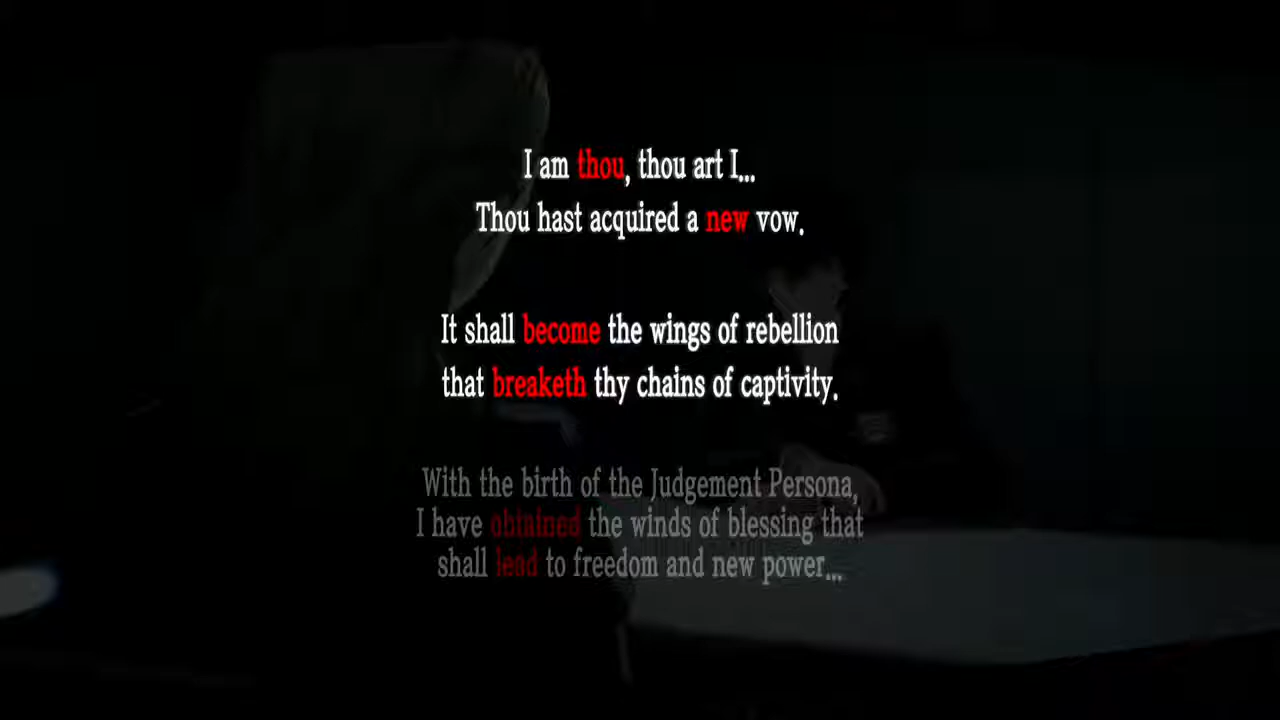 I am thou, thou art I...
Thou hast acquired a new vow.
It shall become the wings of rebellion
that breaketh thy chains of captivity.
With the birth of the Judgement Persona,
I have obtained the winds of blessing that
shall lead to freedom and new power...